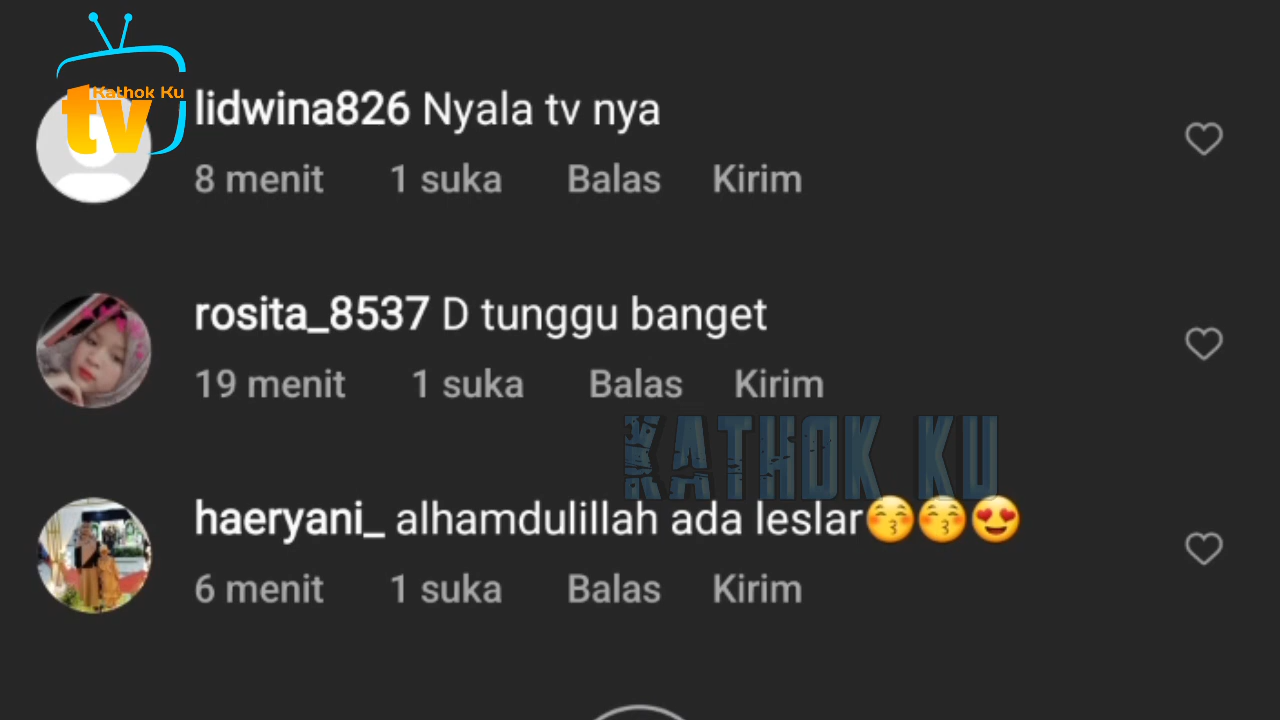 Kathok Ku
tv
lidwina826 Nyala tv nya
8 menit 1 suka Balas Kirim
rosita_8537 D tunggu banget
19 menit 1 suka Balas Kirim
KATHOK KU
haeryani_ alhamdulillah ada leslar😚😚😍
6 menit 1 suka Balas Kirim